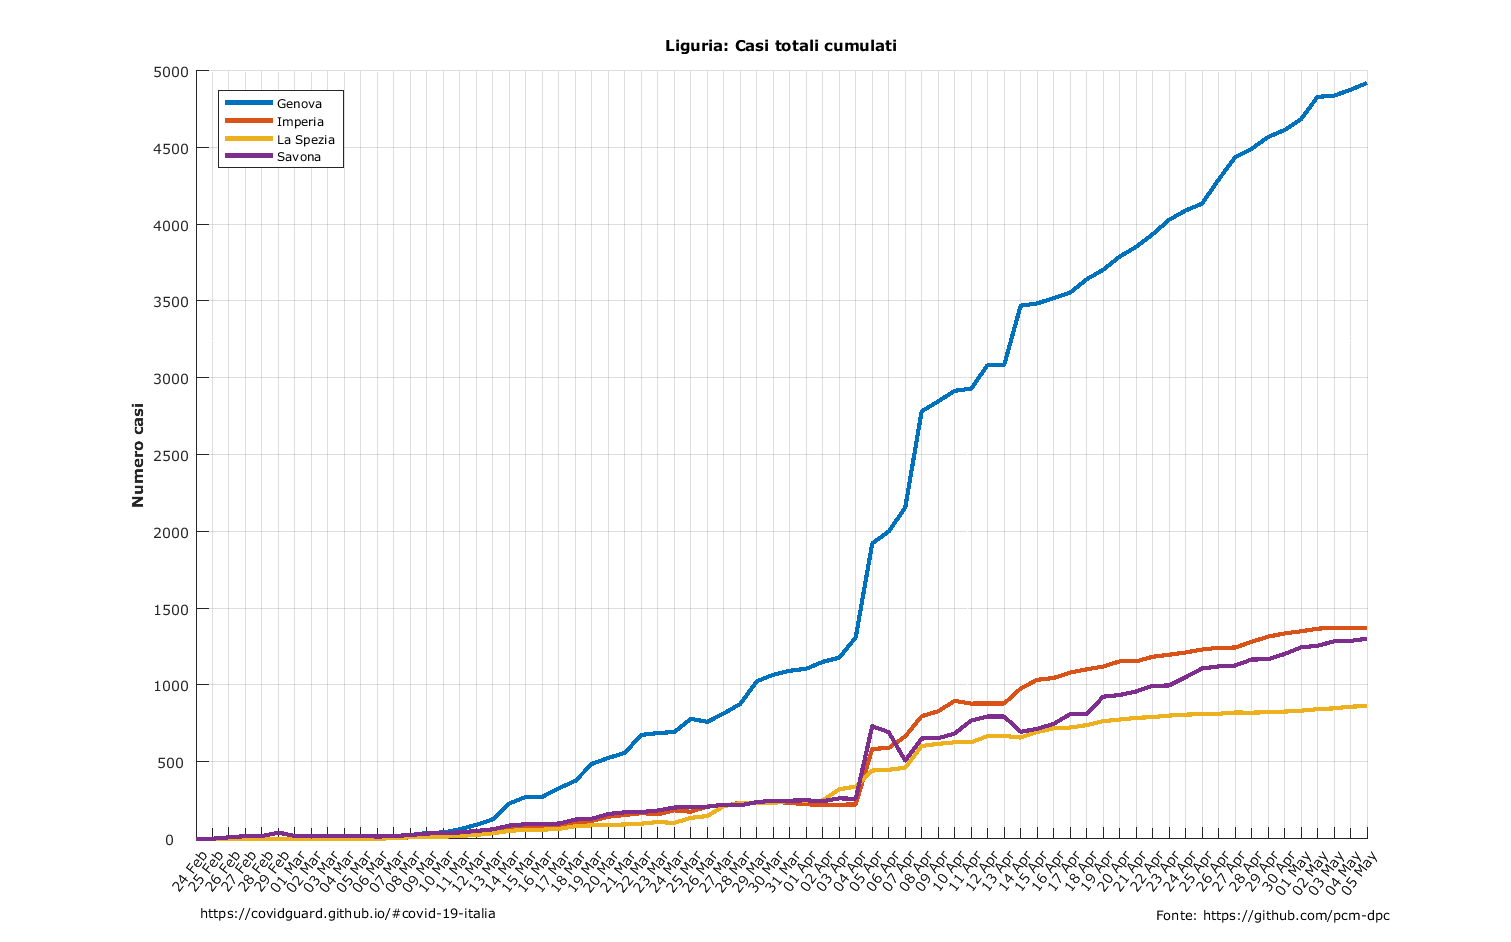 Liguria: Casi totali cumulati
Genova
Imperia
La Spezia
Savona
Numero casi
5000
4500
4000
3500
3000
2500
2000
1500
1000
500
0
24 Feb
25 Feb
26 Feb
27 Feb
28 Feb
29 Feb
01 Mar
02 Mar
03 Mar
04 Mar
05 Mar
06 Mar
07 Mar
08 Mar
09 Mar
10 Mar
11 Mar
12 Mar
13 Mar
14 Mar
15 Mar
16 Mar
17 Mar
18 Mar
19 Mar
20 Mar
21 Mar
22 Mar
23 Mar
24 Mar
25 Mar
26 Mar
27 Mar
28 Mar
29 Mar
30 Mar
31 Mar
01 Apr
02 Apr
03 Apr
04 Apr
05 Apr
06 Apr
07 Apr
08 Apr
09 Apr
10 Apr
11 Apr
12 Apr
13 Apr
14 Apr
15 Apr
16 Apr
17 Apr
18 Apr
19 Apr
20 Apr
21 Apr
22 Apr
23 Apr
24 Apr
25 Apr
26 Apr
27 Apr
28 Apr
29 Apr
30 Apr
01 May
02 May
03 May
04 May
05 May
https://covidguard.github.io/#covid-19-italia
Fonte: https://github.com/pcm-dpc